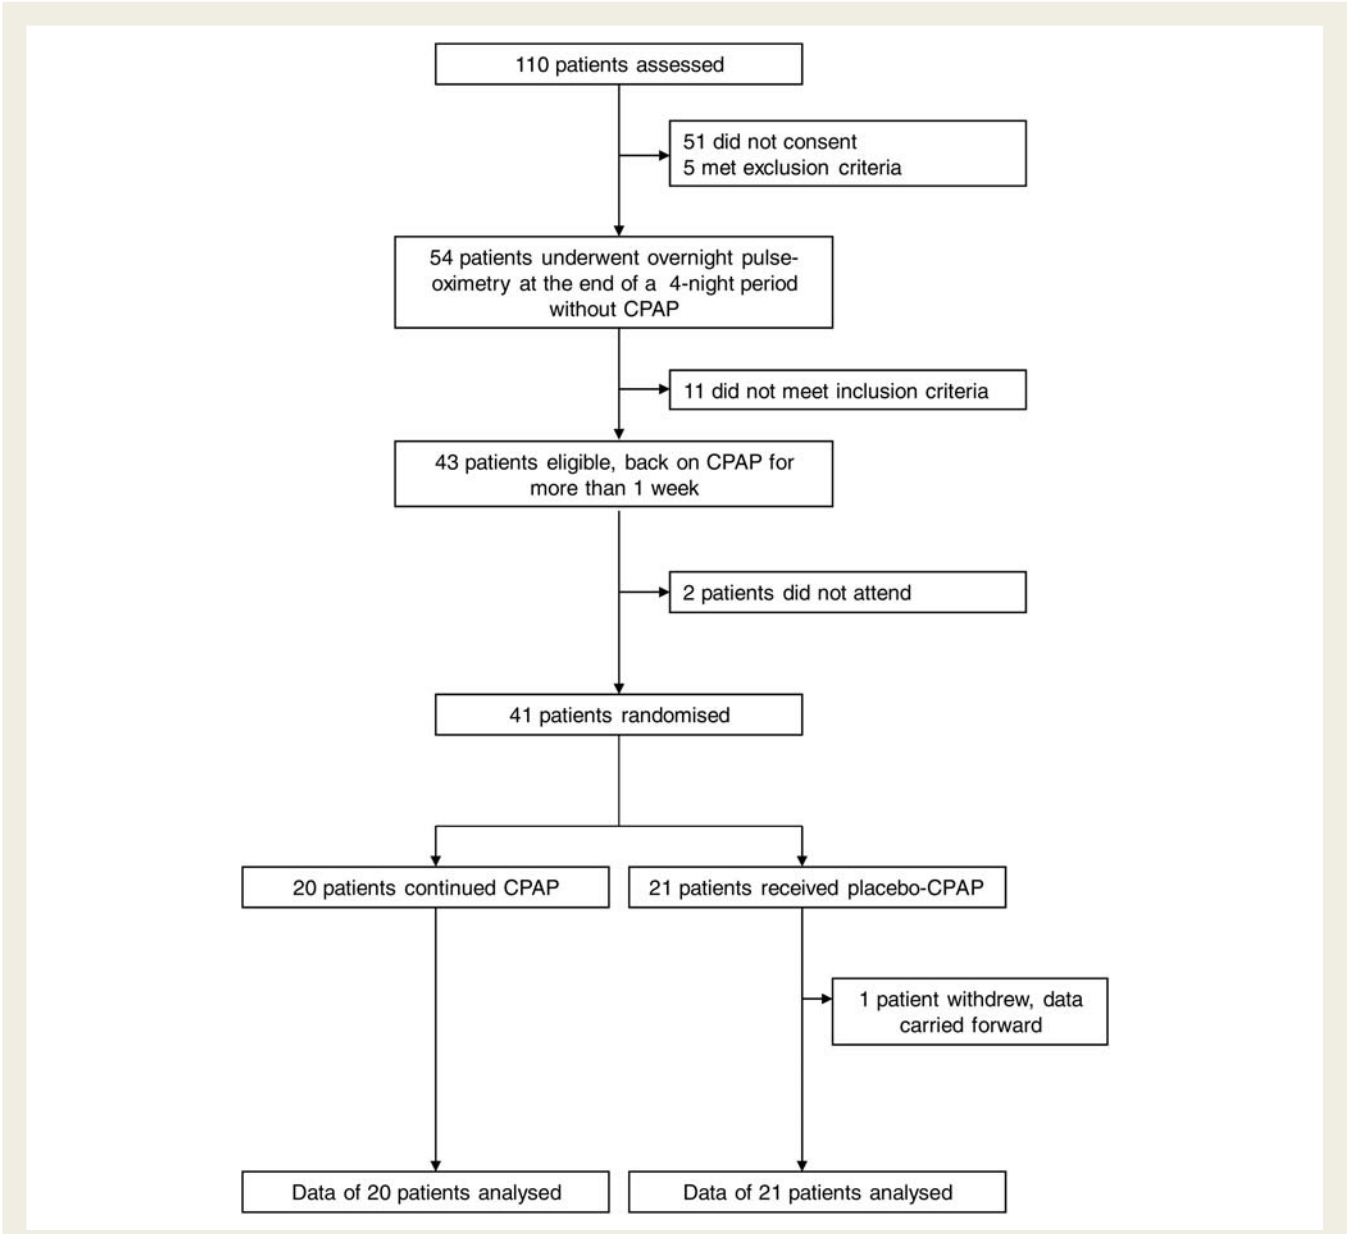 110 patients assessed
51 did not consent
5 met exclusion criteria
54 patients underwent overnight pulse-
oximetry at the end of a 4-night period
without CPAP
11 did not meet inclusion criteria
43 patients eligible, back on CPAP for
more than 1 week
2 patients did not attend
41 patients randomised
20 patients continued CPAP
21 patients received placebo-CPAP
1 patient withdrew, data
carried forward
Data of 20 patients analysed
Data of 21 patients analysed